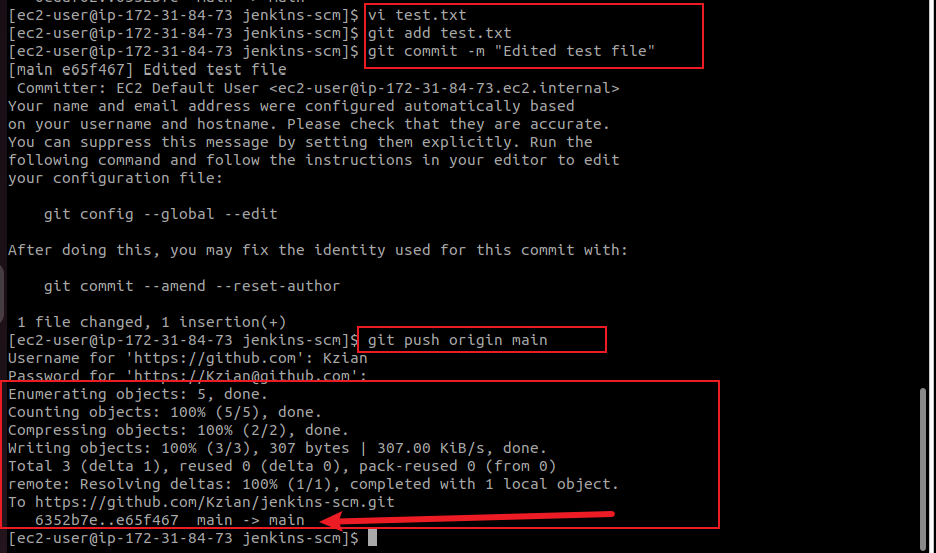 [ec2-user@ip-172-31-84-73 jenkins-scm]$ vi test.txt
[ec2-user@ip-172-31-84-73 jenkins-scm]$ git add test.txt
[ec2-user@ip-172-31-84-73 jenkins-scm]$ git commit -m "Edited test file"
[main e65f467] Edited test file
 Committer: EC2 Default User <ec2-user@ip-172-31-84-73.ec2.internal>
Your name and email address were configured automatically based
on your username and hostname. Please check that they are accurate.
You can suppress this message by setting them explicitly. Run the
following command and follow the instructions in your editor to edit
your configuration file:

    git config --global --edit

After doing this, you may fix the identity used for this commit with:

    git commit --amend --reset-author

 1 file changed, 1 insertion(+)
[ec2-user@ip-172-31-84-73 jenkins-scm]$ git push origin main
Username for 'https://github.com': Kzian
Password for 'https://Kzian@github.com':
Enumerating objects: 5, done.
Counting objects: 100% (5/5), done.
Compressing objects: 100% (2/2), done.
Writing objects: 100% (3/3), 307 bytes | 307.00 KiB/s, done.
Total 3 (delta 1), reused 0 (delta 0), pack-reused 0 (from 0)
remote: Resolving deltas: 100% (1/1), completed with 1 local object.
To https://github.com/Kzian/jenkins-scm.git
   6352b7e..e65f467  main -> main
[ec2-user@ip-172-31-84-73 jenkins-scm]$